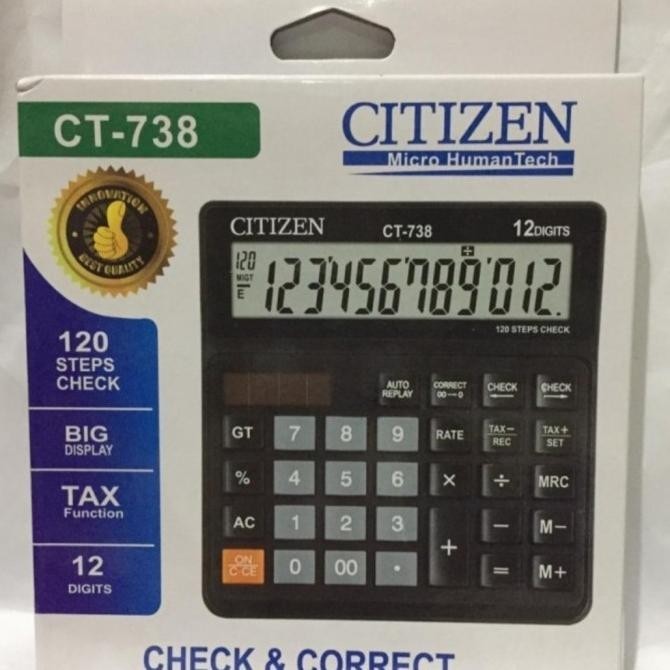 CT-738
CITIZEN
Micro HumanTech
INNOVATION
BEST QUALITY
CITIZEN CT-738 12DIGITS
120
MIGT
E
123456789012.
120 STEPS CHECK
120
STEPS
CHECK
BIG
DISPLAY
TAX
Function
12
DIGITS
AUTO REPLAY CORRECT 00→0 CHECK ← CHECK →
GT 7 8 9 RATE TAX− REC TAX+ SET
% 4 5 6 × ÷ MRC
AC 1 2 3 + − M−
ON C·CE 0 00 · = M+
CHECK & CORRECT